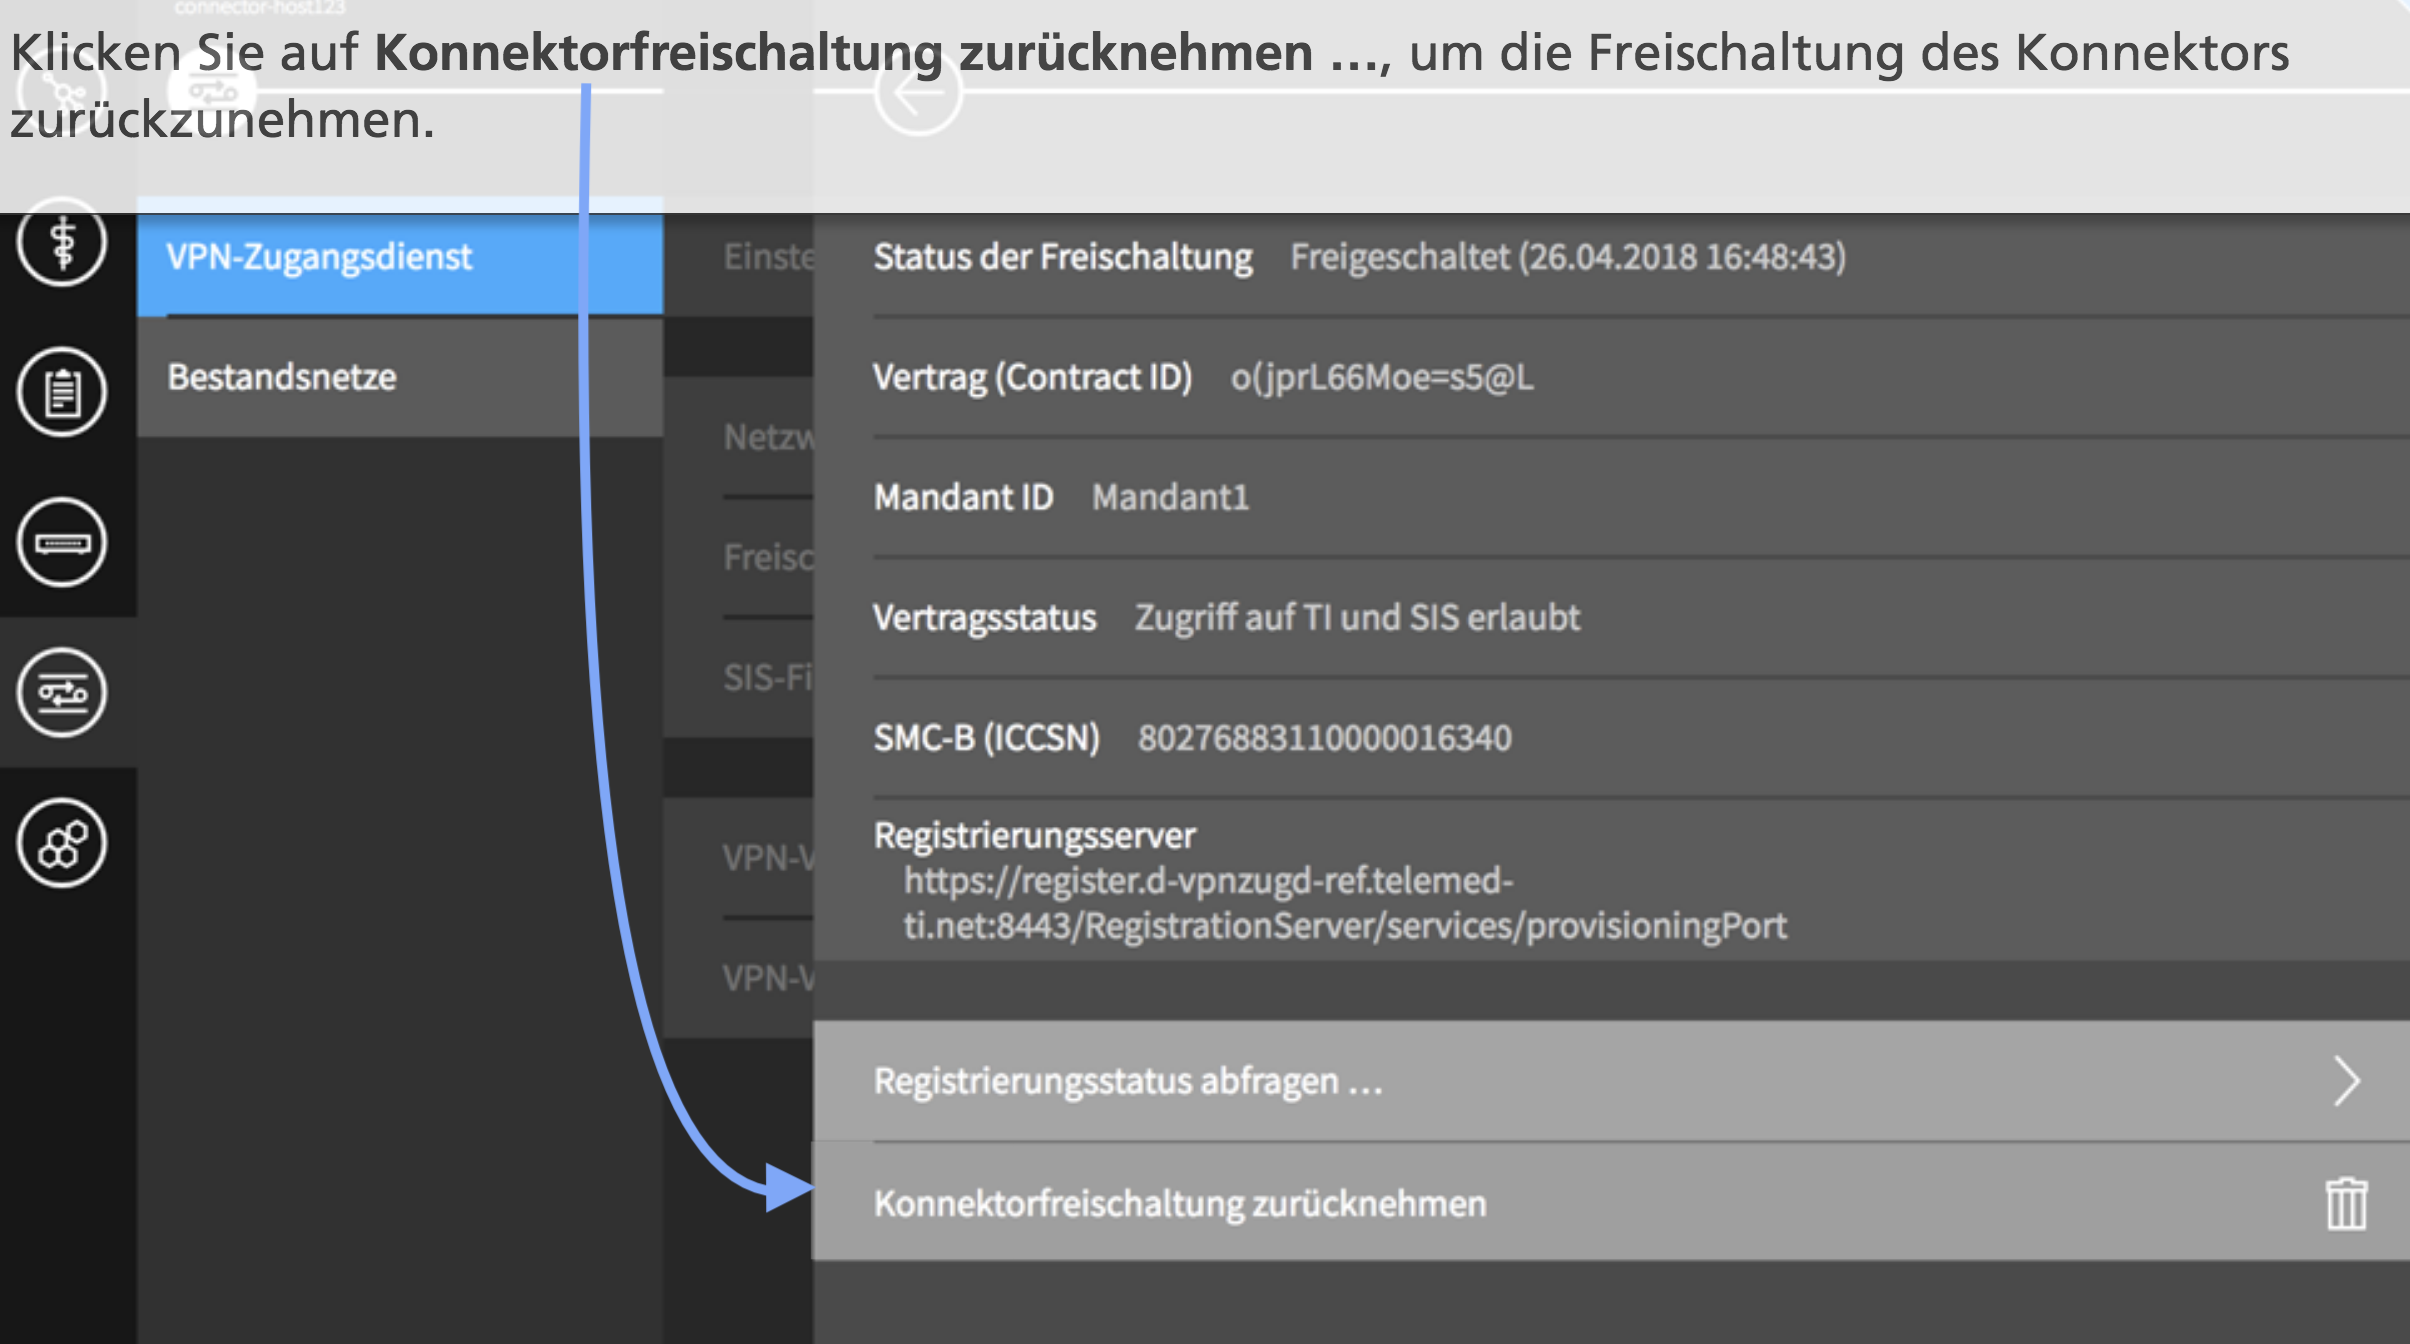 connector-host123
Klicken Sie auf Konnektorfreischaltung zurücknehmen …, um die Freischaltung des Konnektors
zurückzunehmen.
VPN-Zugangsdienst
Bestandsnetze
Einste
Netzw
Freisc
SIS-Fi
VPN-V
VPN-V
Status der Freischaltung Freigeschaltet (26.04.2018 16:48:43)
Vertrag (Contract ID) o(jprL66Moe=s5@L
Mandant ID Mandant1
Vertragsstatus Zugriff auf TI und SIS erlaubt
SMC-B (ICCSN) 80276883110000016340
Registrierungsserver
https://register.d-vpnzugd-ref.telemed-
ti.net:8443/RegistrationServer/services/provisioningPort
Registrierungsstatus abfragen …
Konnektorfreischaltung zurücknehmen